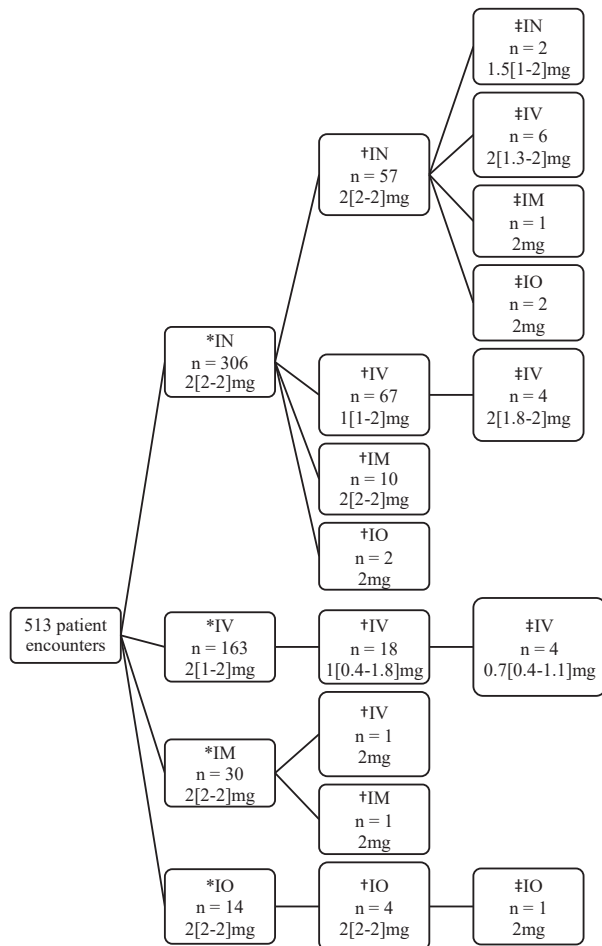 ‡IN
n = 2
1.5[1-2]mg
‡IV
n = 6
2[1.3-2]mg
†IN
n = 57
2[2-2]mg
‡IM
n = 1
2mg
‡IO
n = 2
2mg
*IN
n = 306
2[2-2]mg
†IV
n = 67
1[1-2]mg
‡IV
n = 4
2[1.8-2]mg
†IM
n = 10
2[2-2]mg
†IO
n = 2
2mg
513 patient
encounters
*IV
n = 163
2[1-2]mg
†IV
n = 18
1[0.4-1.8]mg
‡IV
n = 4
0.7[0.4-1.1]mg
*IM
n = 30
2[2-2]mg
†IV
n = 1
2mg
†IM
n = 1
2mg
*IO
n = 14
2[2-2]mg
†IO
n = 4
2[2-2]mg
‡IO
n = 1
2mg